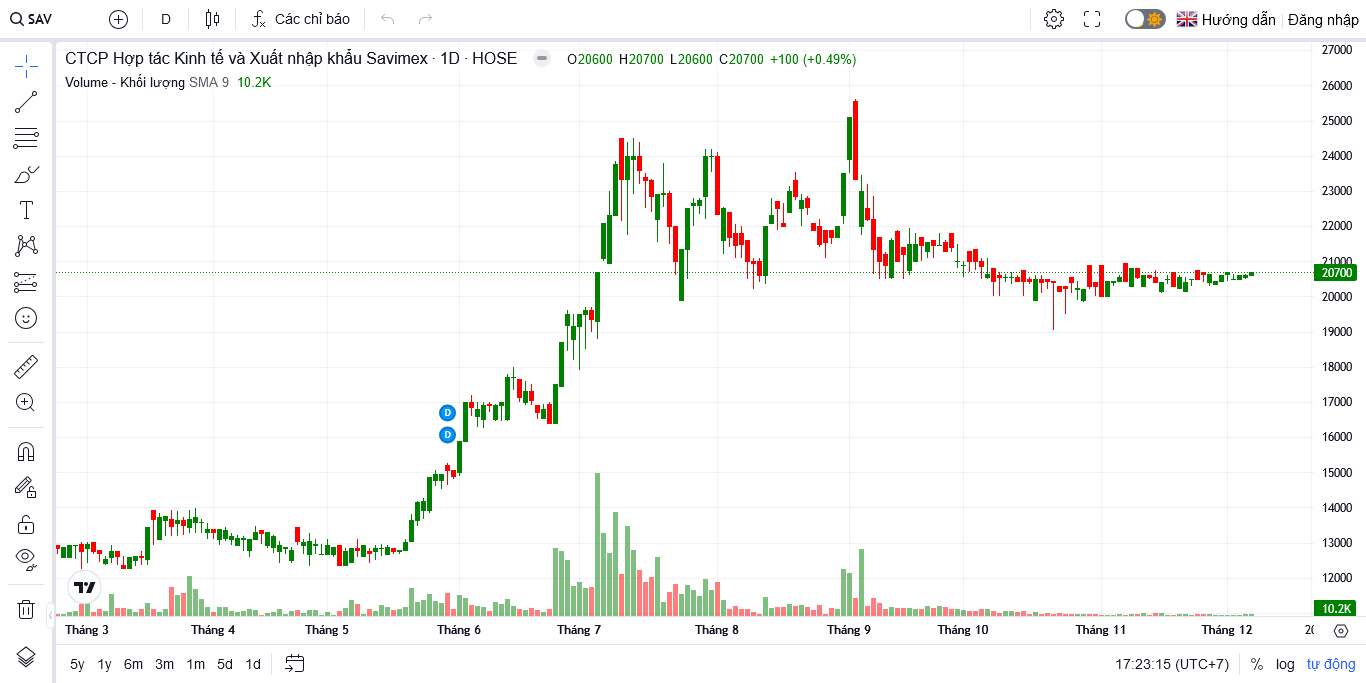 SAV D Các chỉ báo Hướng dẫn Đăng nhập
CTCP Hợp tác Kinh tế và Xuất nhập khẩu Savimex · 1D · HOSE O20600 H20700 L20600 C20700 +100 (+0.49%)
Volume - Khối lượng SMA 9 10.2K
27000
26000
25000
24000
23000
22000
21000
20700
20000
19000
18000
17000
16000
15000
14000
13000
12000
10.2K
D
D
Tháng 3 Tháng 4 Tháng 5 Tháng 6 Tháng 7 Tháng 8 Tháng 9 Tháng 10 Tháng 11 Tháng 12
5y 1y 6m 3m 1m 5d 1d 17:23:15 (UTC+7) % log tự động